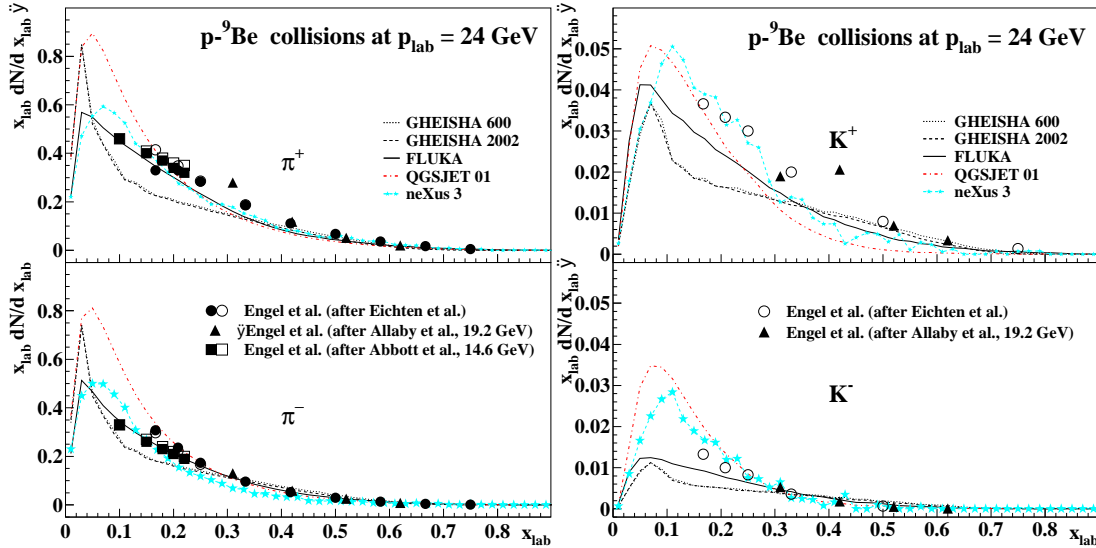 p-⁹Be collisions at p_lab = 24 GeV
x_lab dN/d x_lab ÿ
0.8
0.6
0.4
0.2
0
π⁺
GHEISHA 600
GHEISHA 2002
FLUKA
QGSJET 01
neXus 3
p-⁹Be collisions at p_lab = 24 GeV
x_lab dN/d x_lab ÿ
0.05
0.04
0.03
0.02
0.01
0
K⁺
GHEISHA 600
GHEISHA 2002
FLUKA
QGSJET 01
neXus 3
x_lab dN/d x_lab ÿ
0.8
0.6
0.4
0.2
0
Engel et al. (after Eichten et al.)
ÿEngel et al. (after Allaby et al., 19.2 GeV)
Engel et al. (after Abbott et al., 14.6 GeV)
π⁻
0 0.1 0.2 0.3 0.4 0.5 0.6 0.7 0.8
x_lab
x_lab dN/d x_lab ÿ
0.05
0.04
0.03
0.02
0.01
0
Engel et al. (after Eichten et al.)
Engel et al. (after Allaby et al., 19.2 GeV)
K⁻
0 0.1 0.2 0.3 0.4 0.5 0.6 0.7 0.8
x_lab